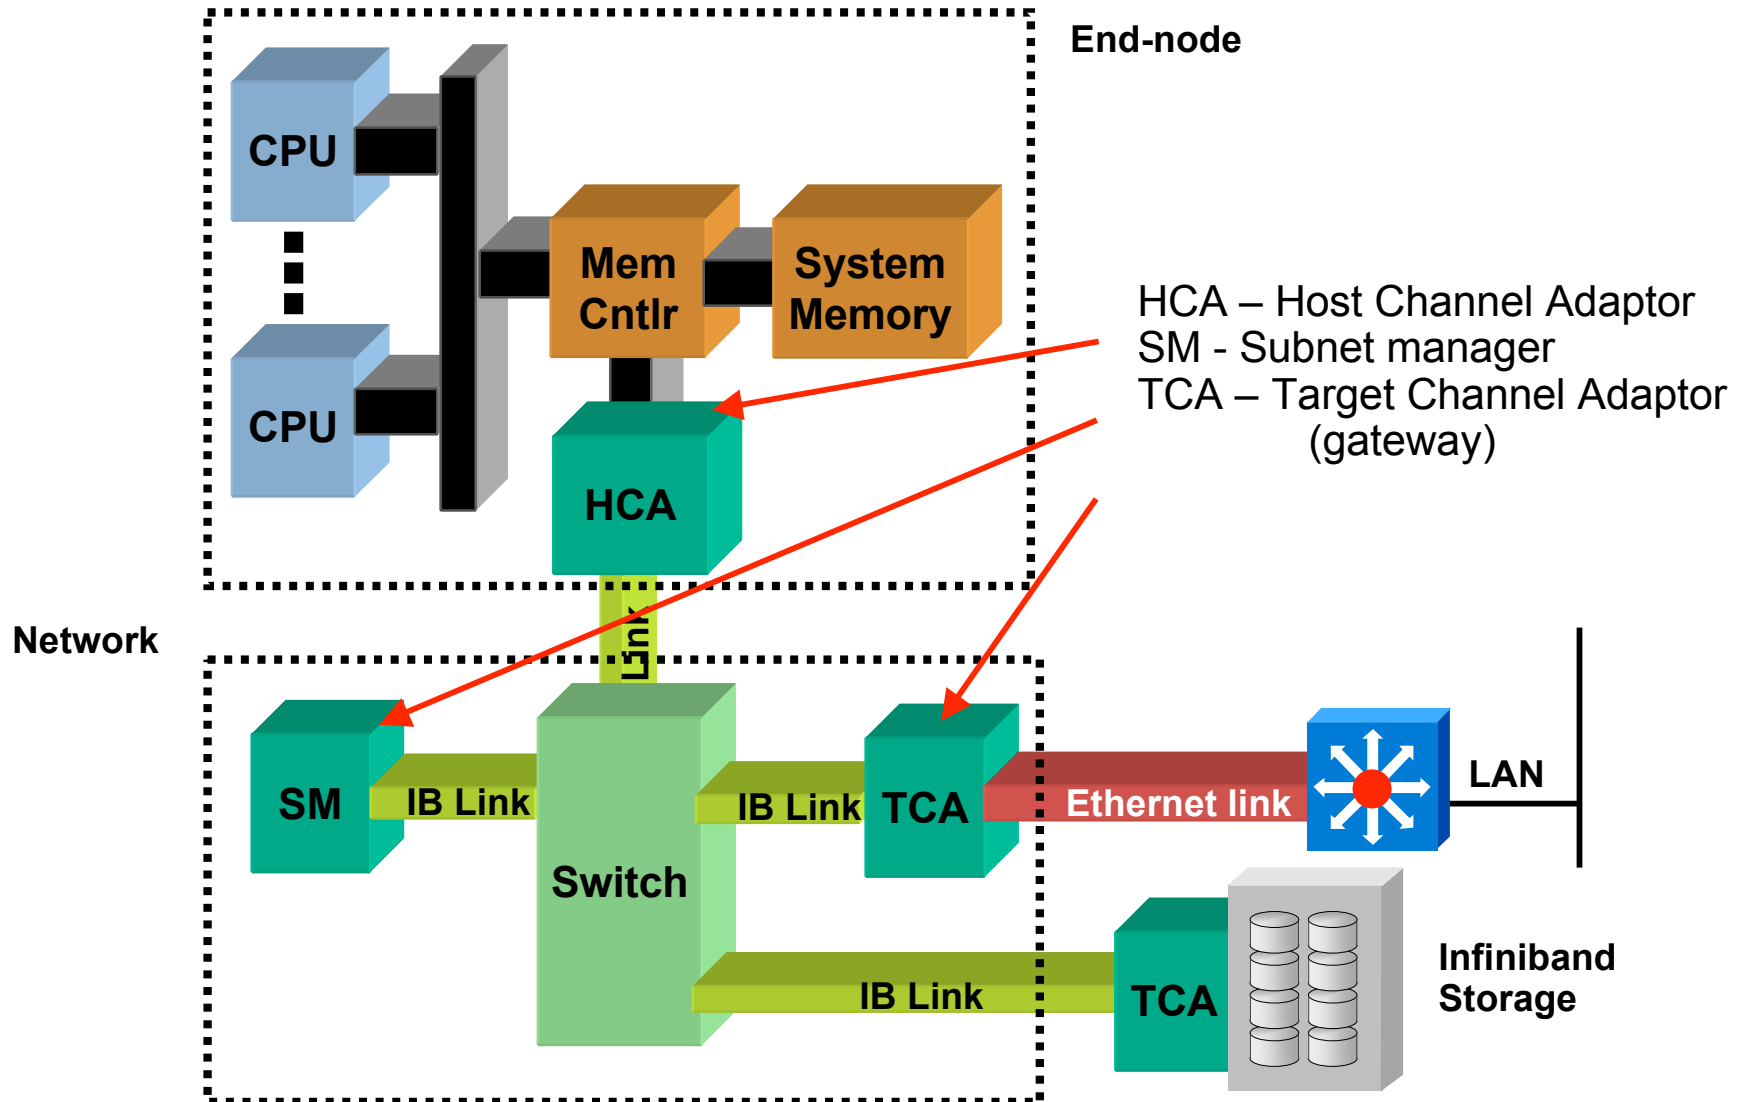 End-node
CPU
Mem
Cntlr
System
Memory
CPU
HCA
HCA – Host Channel Adaptor
SM - Subnet manager
TCA – Target Channel Adaptor
(gateway)
Link
Network
SM
IB Link
Switch
IB Link
TCA
Ethernet link
LAN
IB Link
TCA
Infiniband
Storage